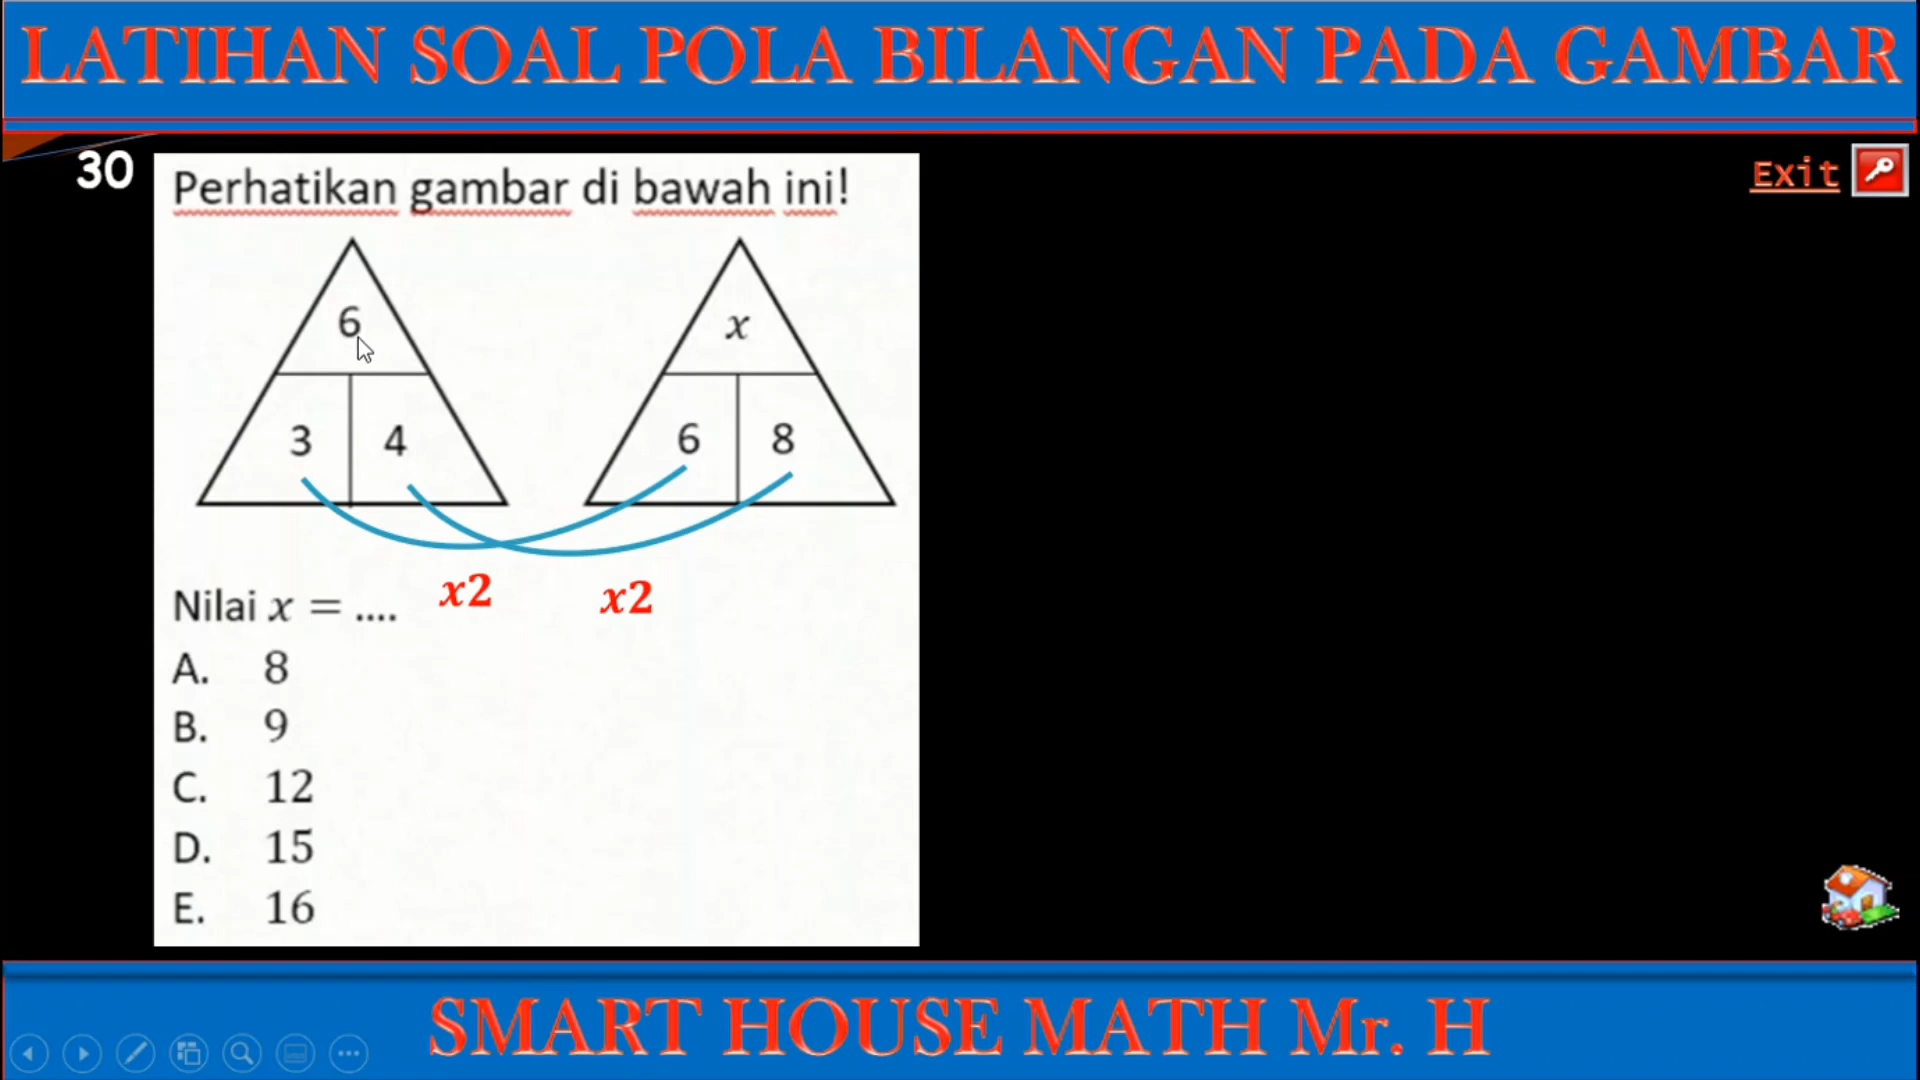 LATIHAN SOAL POLA BILANGAN PADA GAMBAR
30
Exit
Perhatikan gambar di bawah ini!
6
3 4
x
6 8
x2 x2
Nilai x = ....
A. 8
B. 9
C. 12
D. 15
E. 16
SMART HOUSE MATH Mr. H